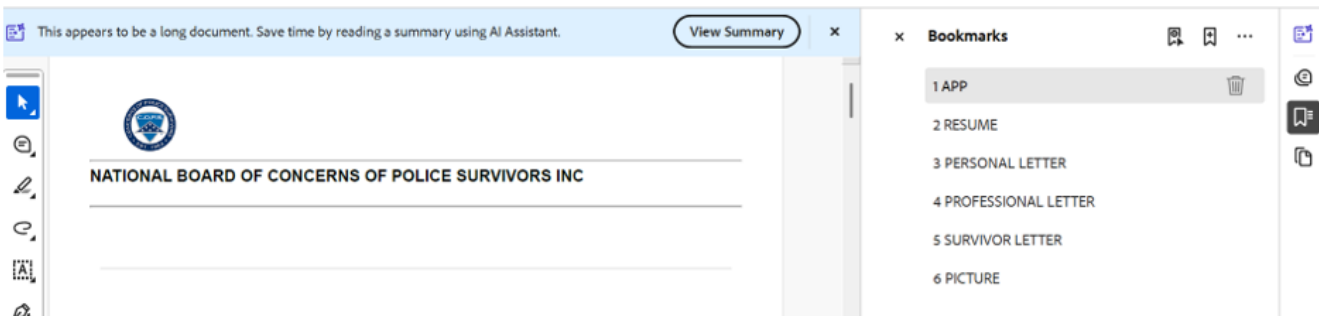 This appears to be a long document. Save time by reading a summary using AI Assistant.
View Summary
NATIONAL BOARD OF CONCERNS OF POLICE SURVIVORS INC
Bookmarks
1 APP
2 RESUME
3 PERSONAL LETTER
4 PROFESSIONAL LETTER
5 SURVIVOR LETTER
6 PICTURE